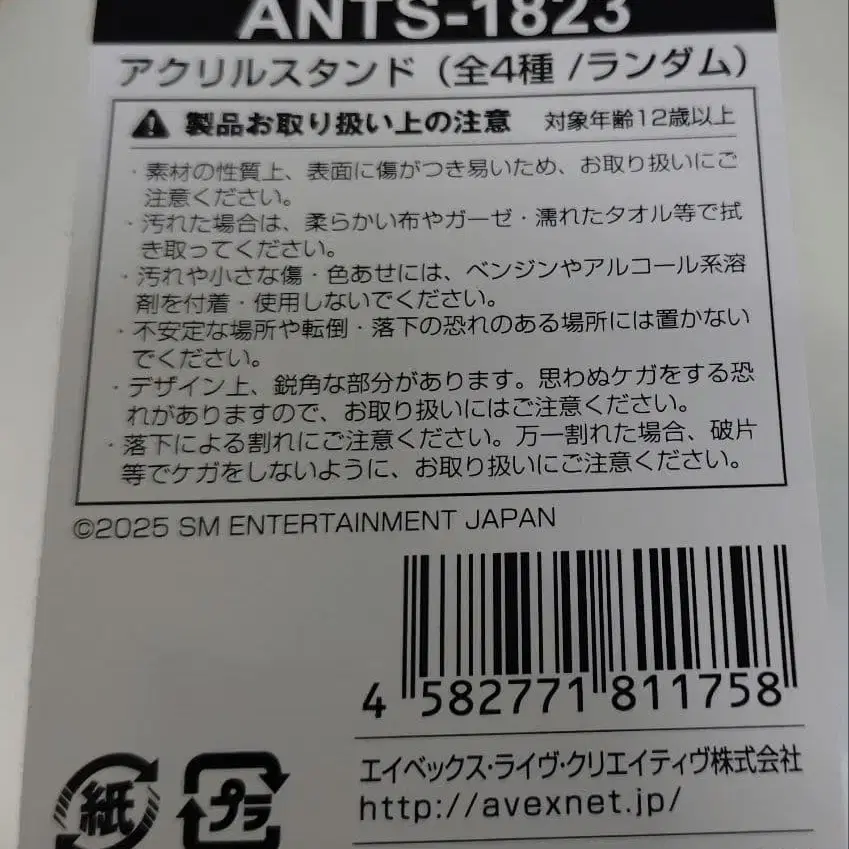 ANTS-1823
アクリルスタンド（全4種 /ランダム）
製品お取り扱い上の注意 対象年齢12歳以上
・素材の性質上、表面に傷がつき易いため、お取り扱いにご
注意ください。
・汚れた場合は、柔らかい布やガーゼ・濡れたタオル等で拭
き取ってください。
・汚れや小さな傷・色あせには、ベンジンやアルコール系溶
剤を付着・使用しないでください。
・不安定な場所や転倒・落下の恐れのある場所には置かない
でください。
・デザイン上、鋭角な部分があります。思わぬケガをする恐
れがありますので、お取り扱いにはご注意ください。
・落下による割れにご注意ください。万一割れた場合、破片
等でケガをしないように、お取り扱いにご注意ください。
©2025 SM ENTERTAINMENT JAPAN
4 582771 811758
エイベックス・ライヴ・クリエイティヴ株式会社
http://avexnet.jp/
紙
プラ